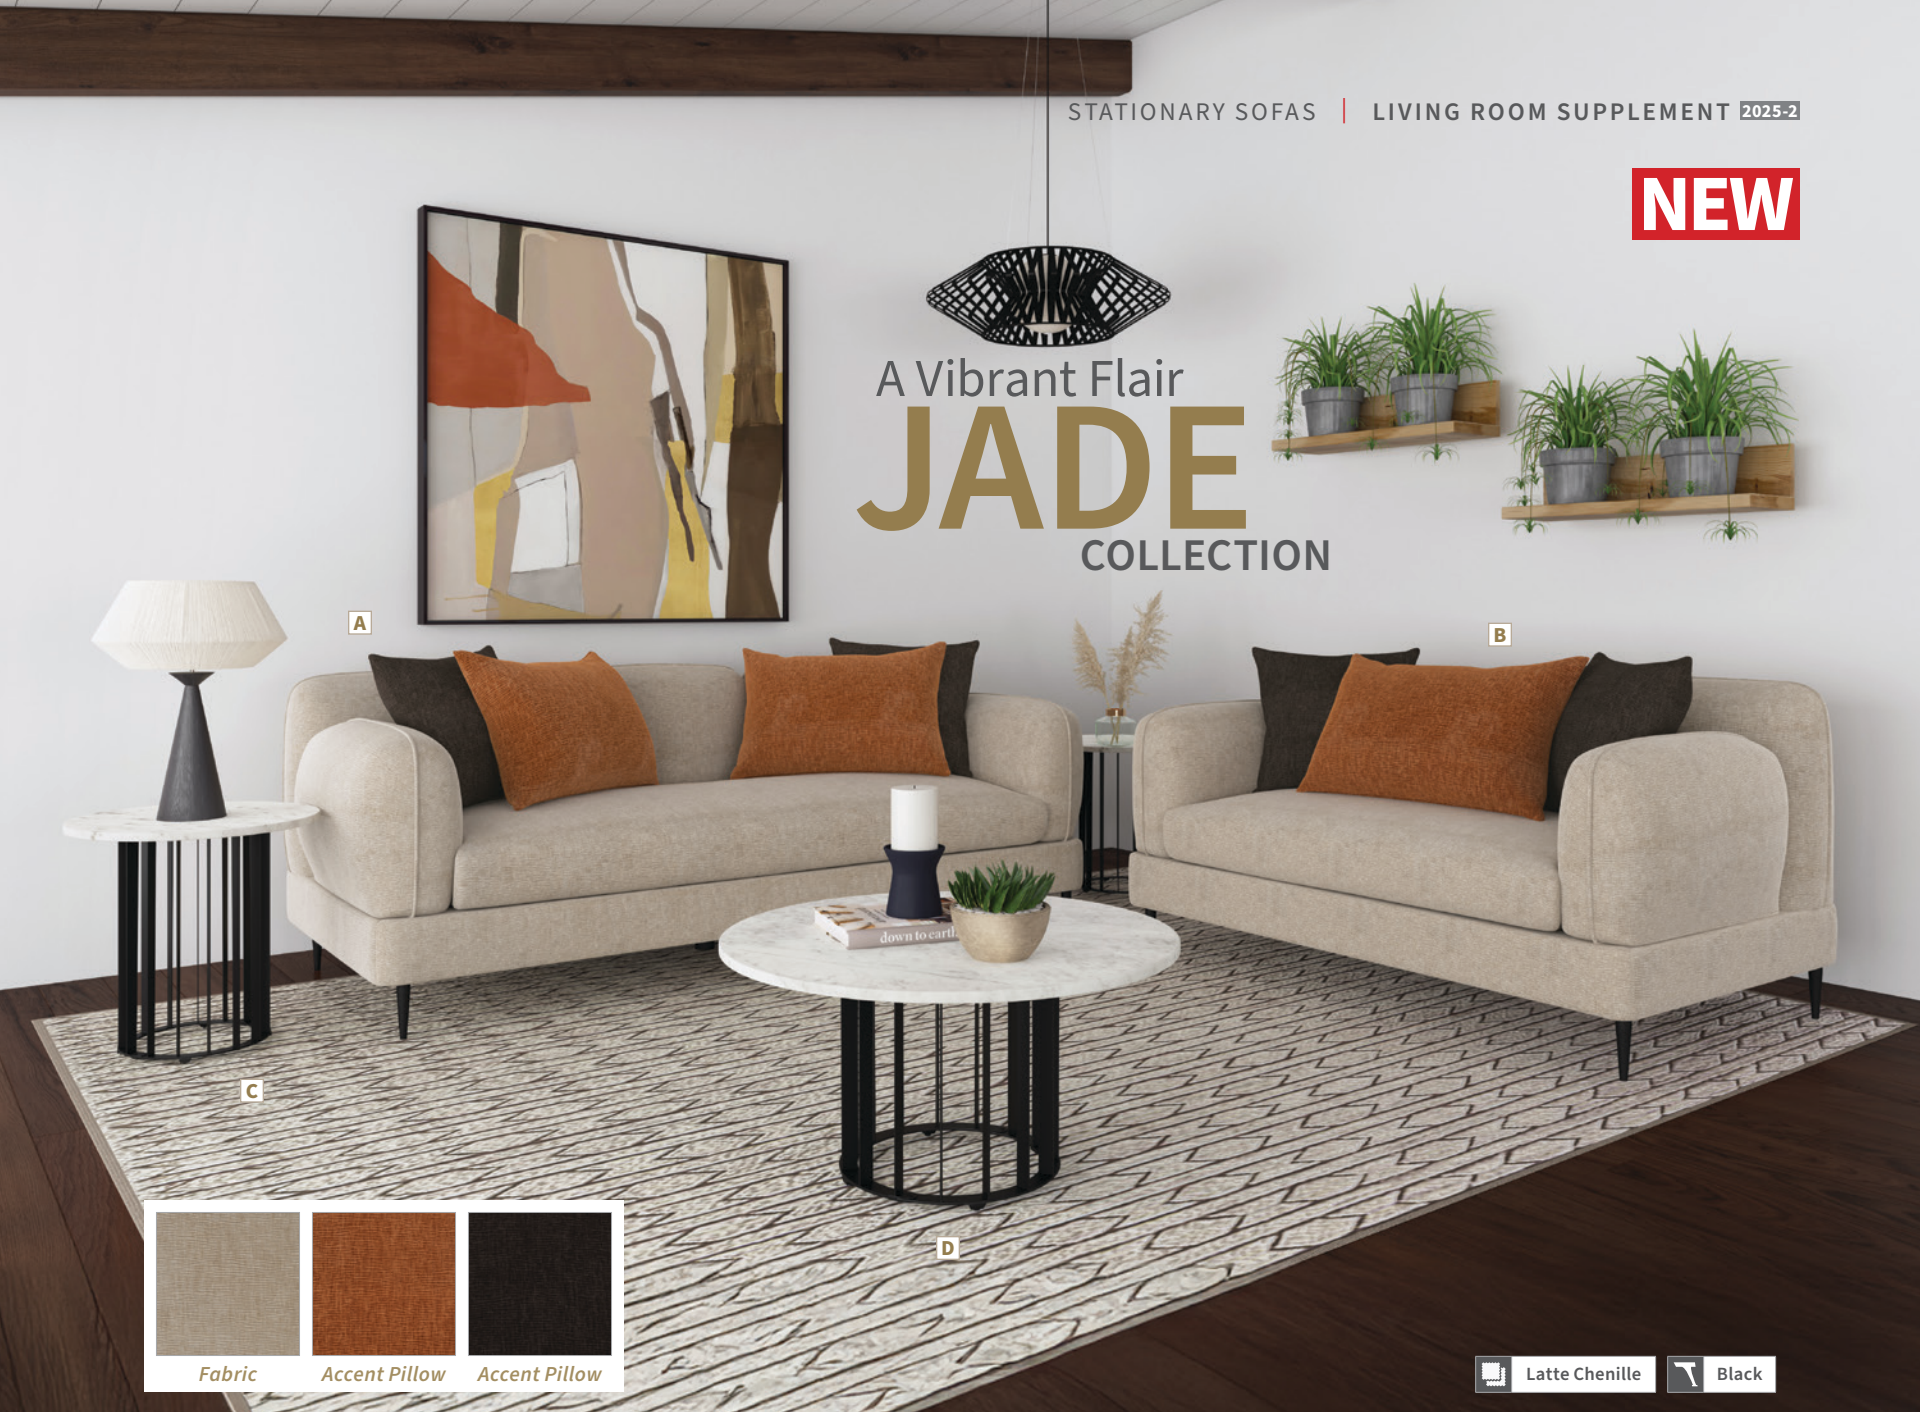 STATIONARY SOFAS | LIVING ROOM SUPPLEMENT 2025-2
NEW
A Vibrant Flair
JADE
COLLECTION
A
B
down to earth
C
D
Fabric
Accent Pillow
Accent Pillow
Latte Chenille
Black